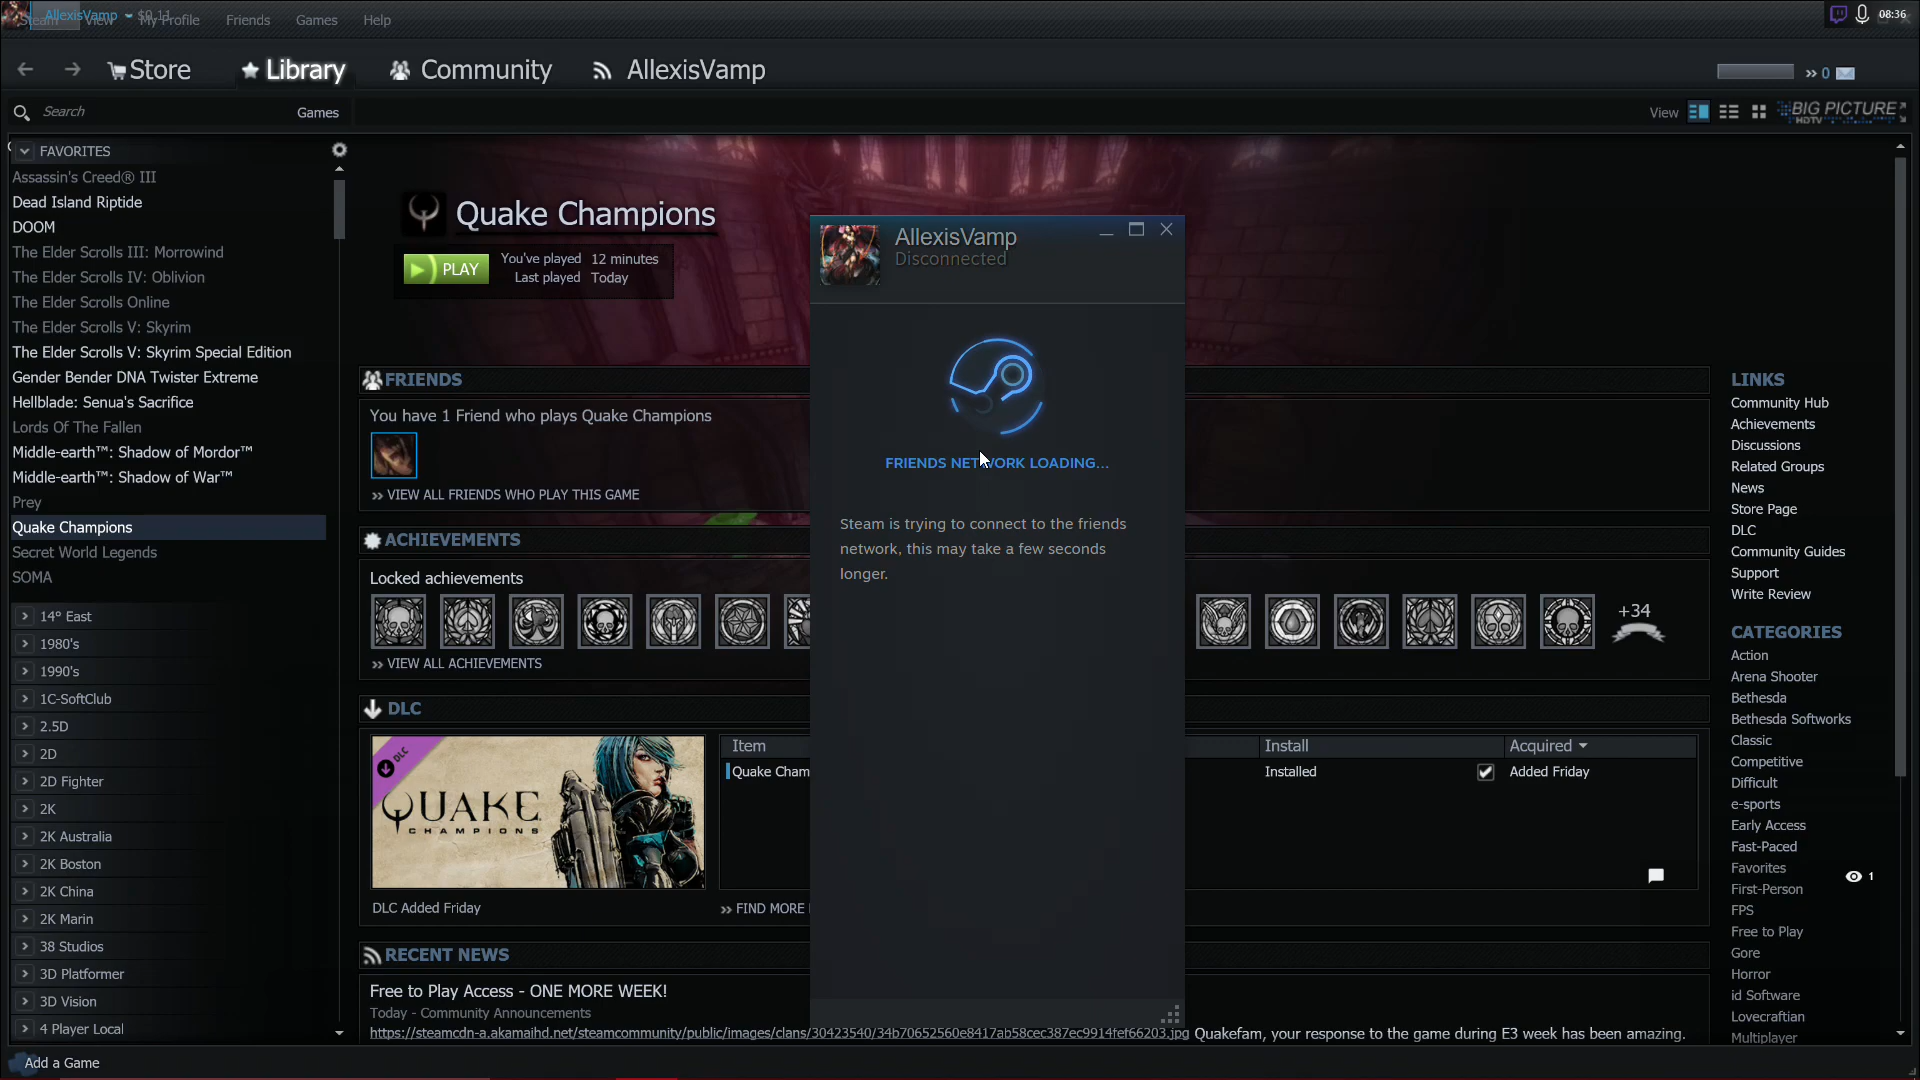 AllexisVamp $0.11
Steam View My Profile Friends Games Help
08:36
Store Library Community AllexisVamp
0
Search Games
View BIG PICTURE
HDTV
FAVORITES
Assassin's Creed® III
Dead Island Riptide
DOOM
The Elder Scrolls III: Morrowind
The Elder Scrolls IV: Oblivion
The Elder Scrolls Online
The Elder Scrolls V: Skyrim
The Elder Scrolls V: Skyrim Special Edition
Gender Bender DNA Twister Extreme
Hellblade: Senua's Sacrifice
Lords Of The Fallen
Middle-earth™: Shadow of Mordor™
Middle-earth™: Shadow of War™
Prey
Quake Champions
Secret World Legends
SOMA
14° East
1980's
1990's
1C-SoftClub
2.5D
2D
2D Fighter
2K
2K Australia
2K Boston
2K China
2K Marin
38 Studios
3D Platformer
3D Vision
4 Player Local
Add a Game
Quake Champions
PLAY
You've played 12 minutes
Last played Today
FRIENDS
You have 1 Friend who plays Quake Champions
» VIEW ALL FRIENDS WHO PLAY THIS GAME
ACHIEVEMENTS
Locked achievements
+34
» VIEW ALL ACHIEVEMENTS
DLC
DLC
QUAKE
CHAMPIONS
DLC Added Friday
Item Install Acquired
Quake Cham Installed Added Friday
» FIND MORE
RECENT NEWS
Free to Play Access - ONE MORE WEEK!
Today - Community Announcements
https://steamcdn-a.akamaihd.net/steamcommunity/public/images/clans/30423540/34b70652560e8417ab58cec387ec9914fef66203.jpg Quakefam, your response to the game during E3 week has been amazing.
AllexisVamp
Disconnected
FRIENDS NETWORK LOADING...
Steam is trying to connect to the friends
network, this may take a few seconds
longer.
LINKS
Community Hub
Achievements
Discussions
Related Groups
News
Store Page
DLC
Community Guides
Support
Write Review
CATEGORIES
Action
Arena Shooter
Bethesda
Bethesda Softworks
Classic
Competitive
Difficult
e-sports
Early Access
Fast-Paced
Favorites
1
First-Person
FPS
Free to Play
Gore
Horror
id Software
Lovecraftian
Multiplayer